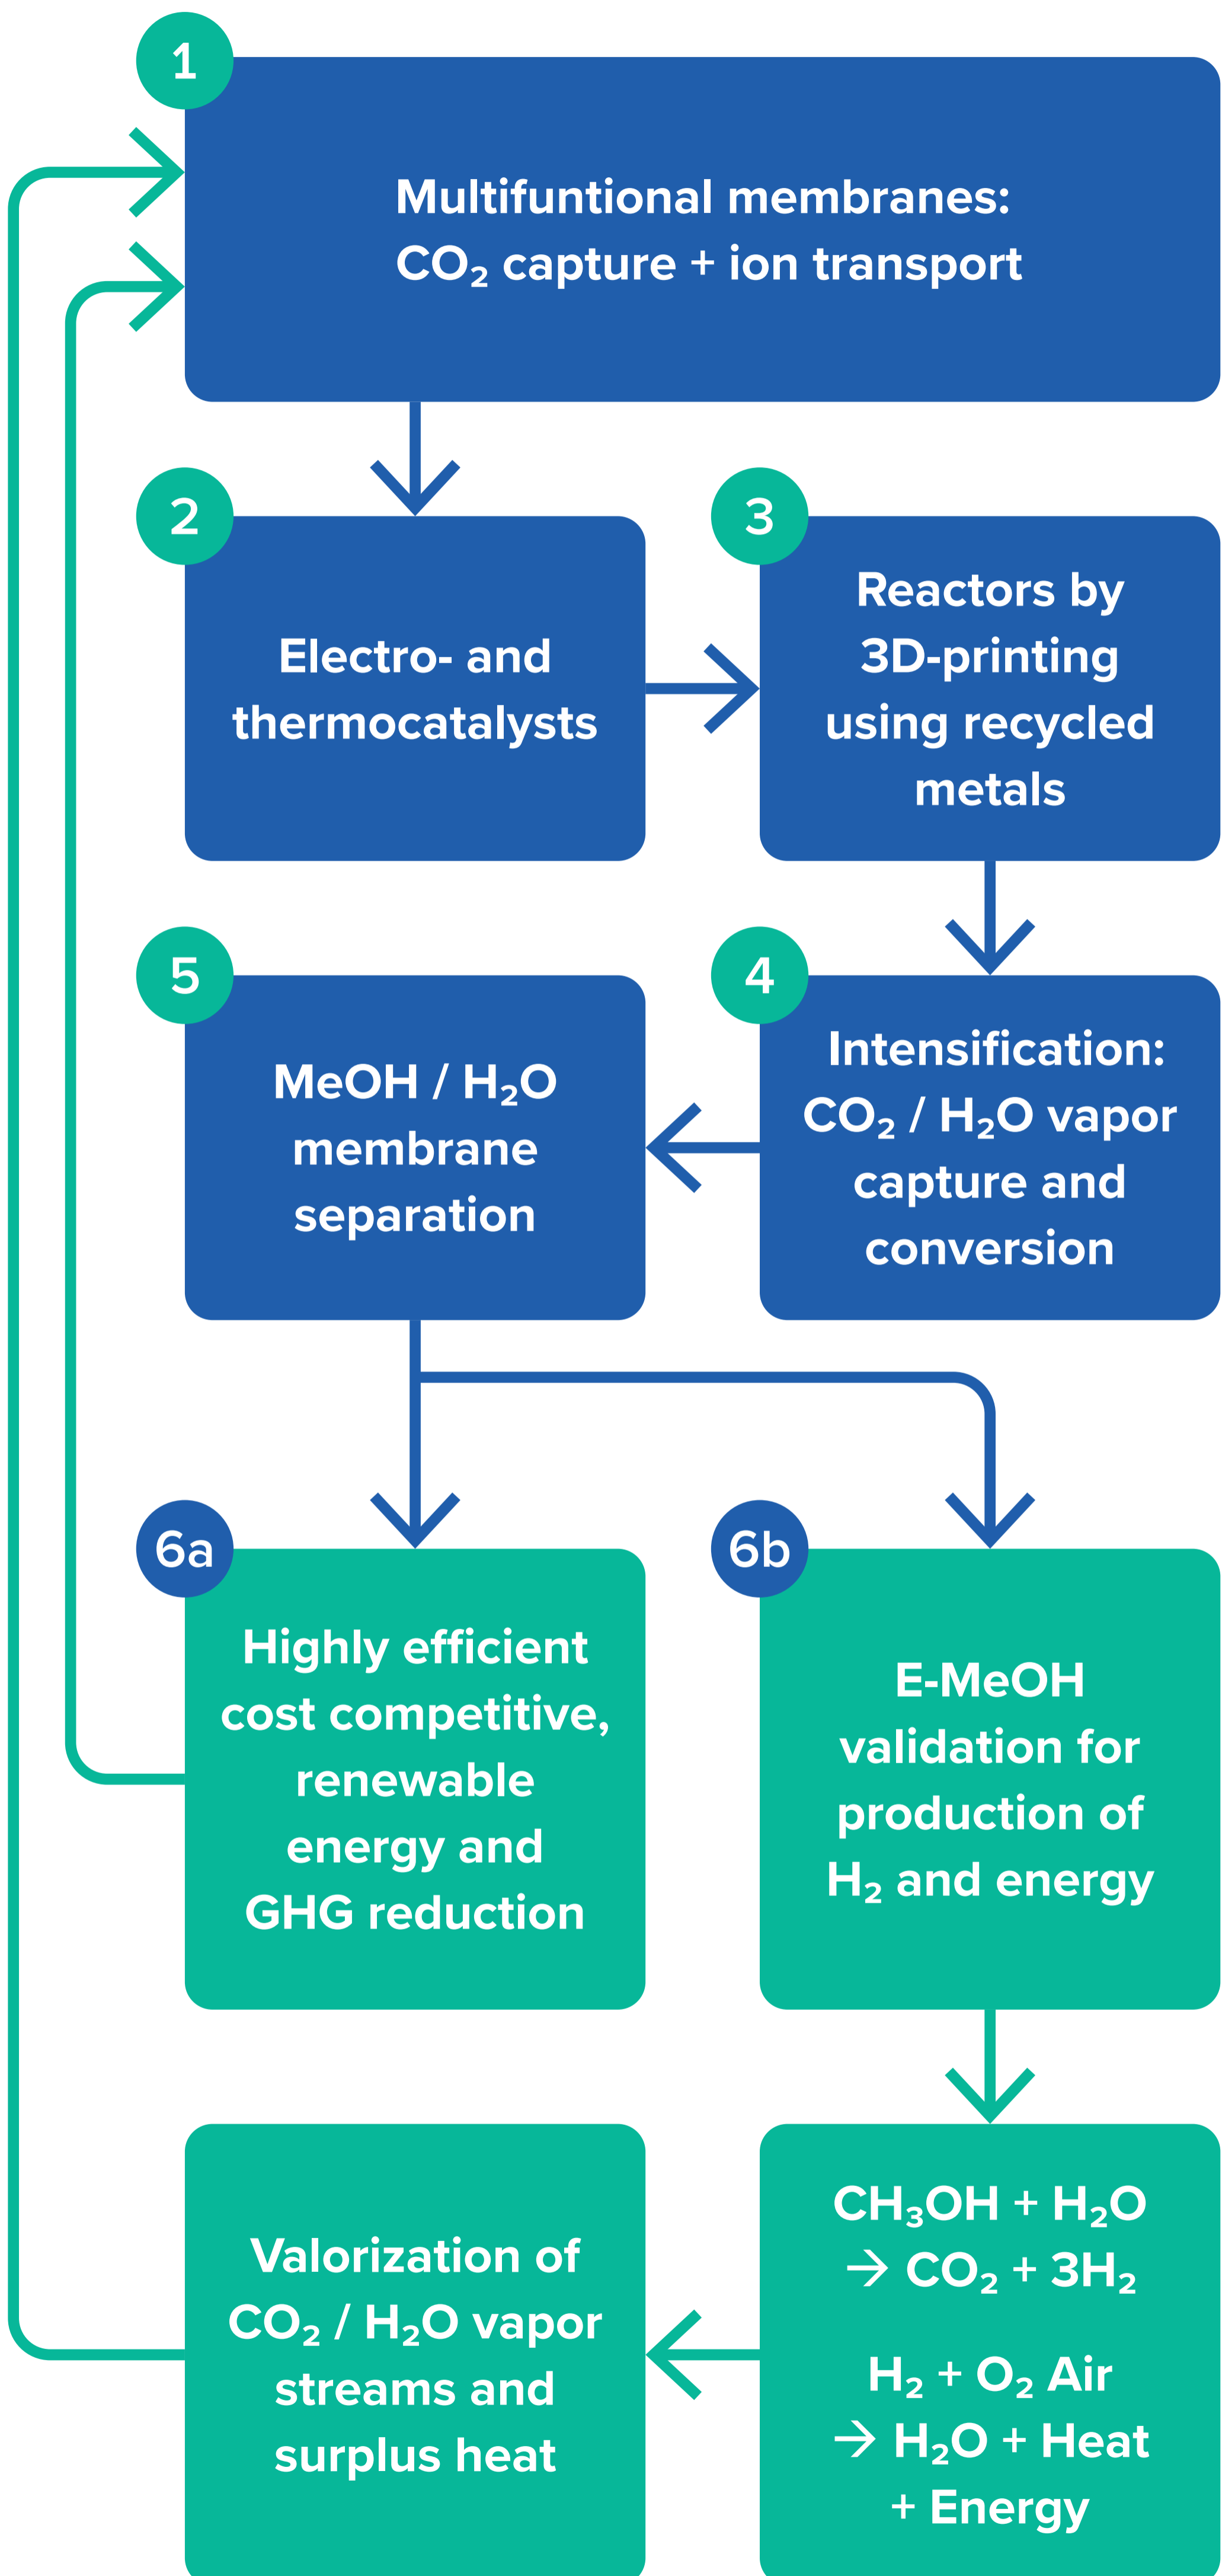 1
Multifuntional membranes:
CO₂ capture + ion transport
2
Electro- and
thermocatalysts
3
Reactors by
3D-printing
using recycled
metals
4
Intensification:
CO₂ / H₂O vapor
capture and
conversion
5
MeOH / H₂O
membrane
separation
6a
Highly efficient
cost competitive,
renewable
energy and
GHG reduction
6b
E-MeOH
validation for
production of
H₂ and energy
CH₃OH + H₂O
→ CO₂ + 3H₂
H₂ + O₂ Air
→ H₂O + Heat
+ Energy
Valorization of
CO₂ / H₂O vapor
streams and
surplus heat